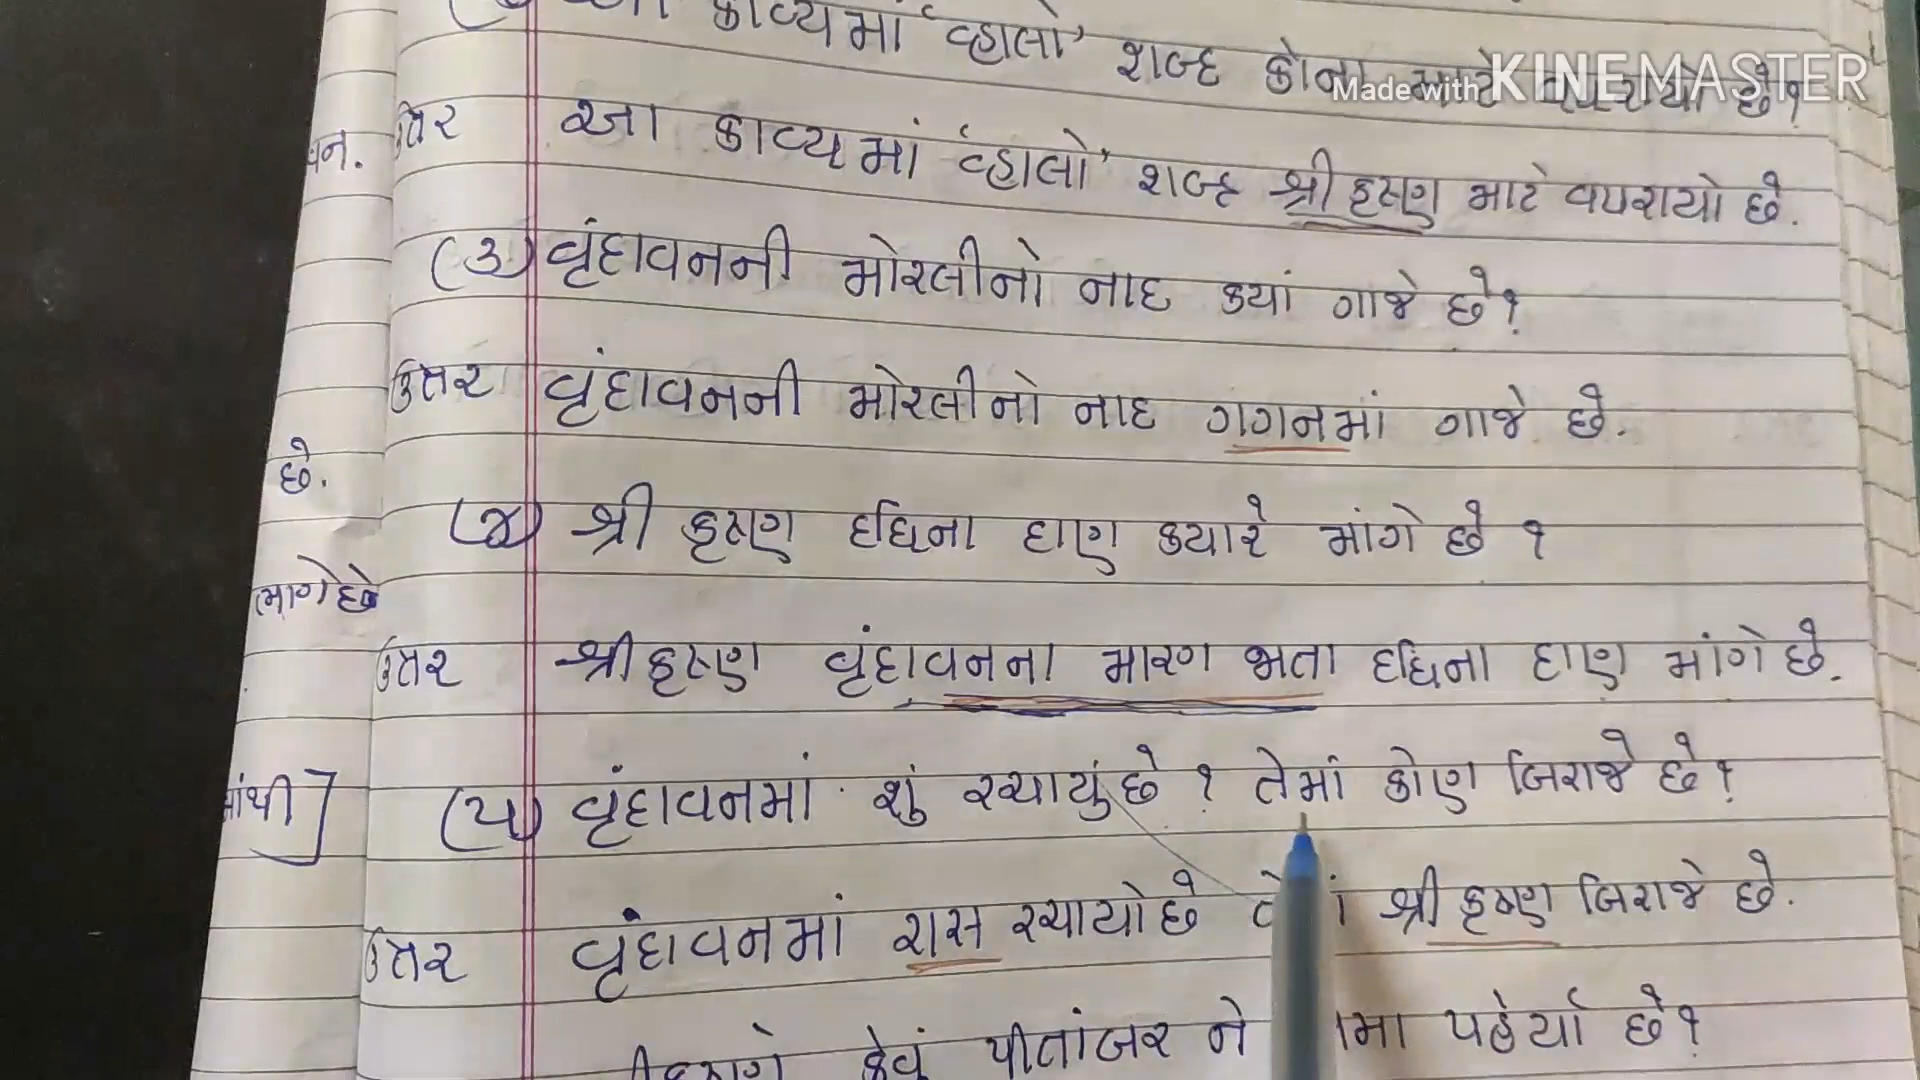 કાવ્યમાં 'વ્હાલો' શબ્દ કોના માટે વપરાયો છે?
Made with KINEMASTER
ઉત્તર આ કાવ્યમાં 'વ્હાલો' શબ્દ શ્રી કૃષ્ણ માટે વપરાયો છે.
(૩) વૃંદાવનની મોરલીનો નાદ ક્યાં ગાજે છે?
ઉત્તર વૃંદાવનની મોરલીનો નાદ ગગનમાં ગાજે છે.
છે.
(૪) શ્રી કૃષ્ણ દધિના દાણ ક્યારે માંગે છે ?
માગે છે
ઉત્તર શ્રી કૃષ્ણ વૃંદાવનના મારગ જાતા દધિના દાણ માંગે છે.
(૫) વૃંદાવનમાં શું રચાયું છે ? તેમાં કોણ બિરાજે છે ?
ઉત્તર વૃંદાવનમાં રાસ રચાયો છે શ્રી કૃષ્ણ બિરાજે છે.
કેવું પીતાંબર ને પહેર્યા છે ?